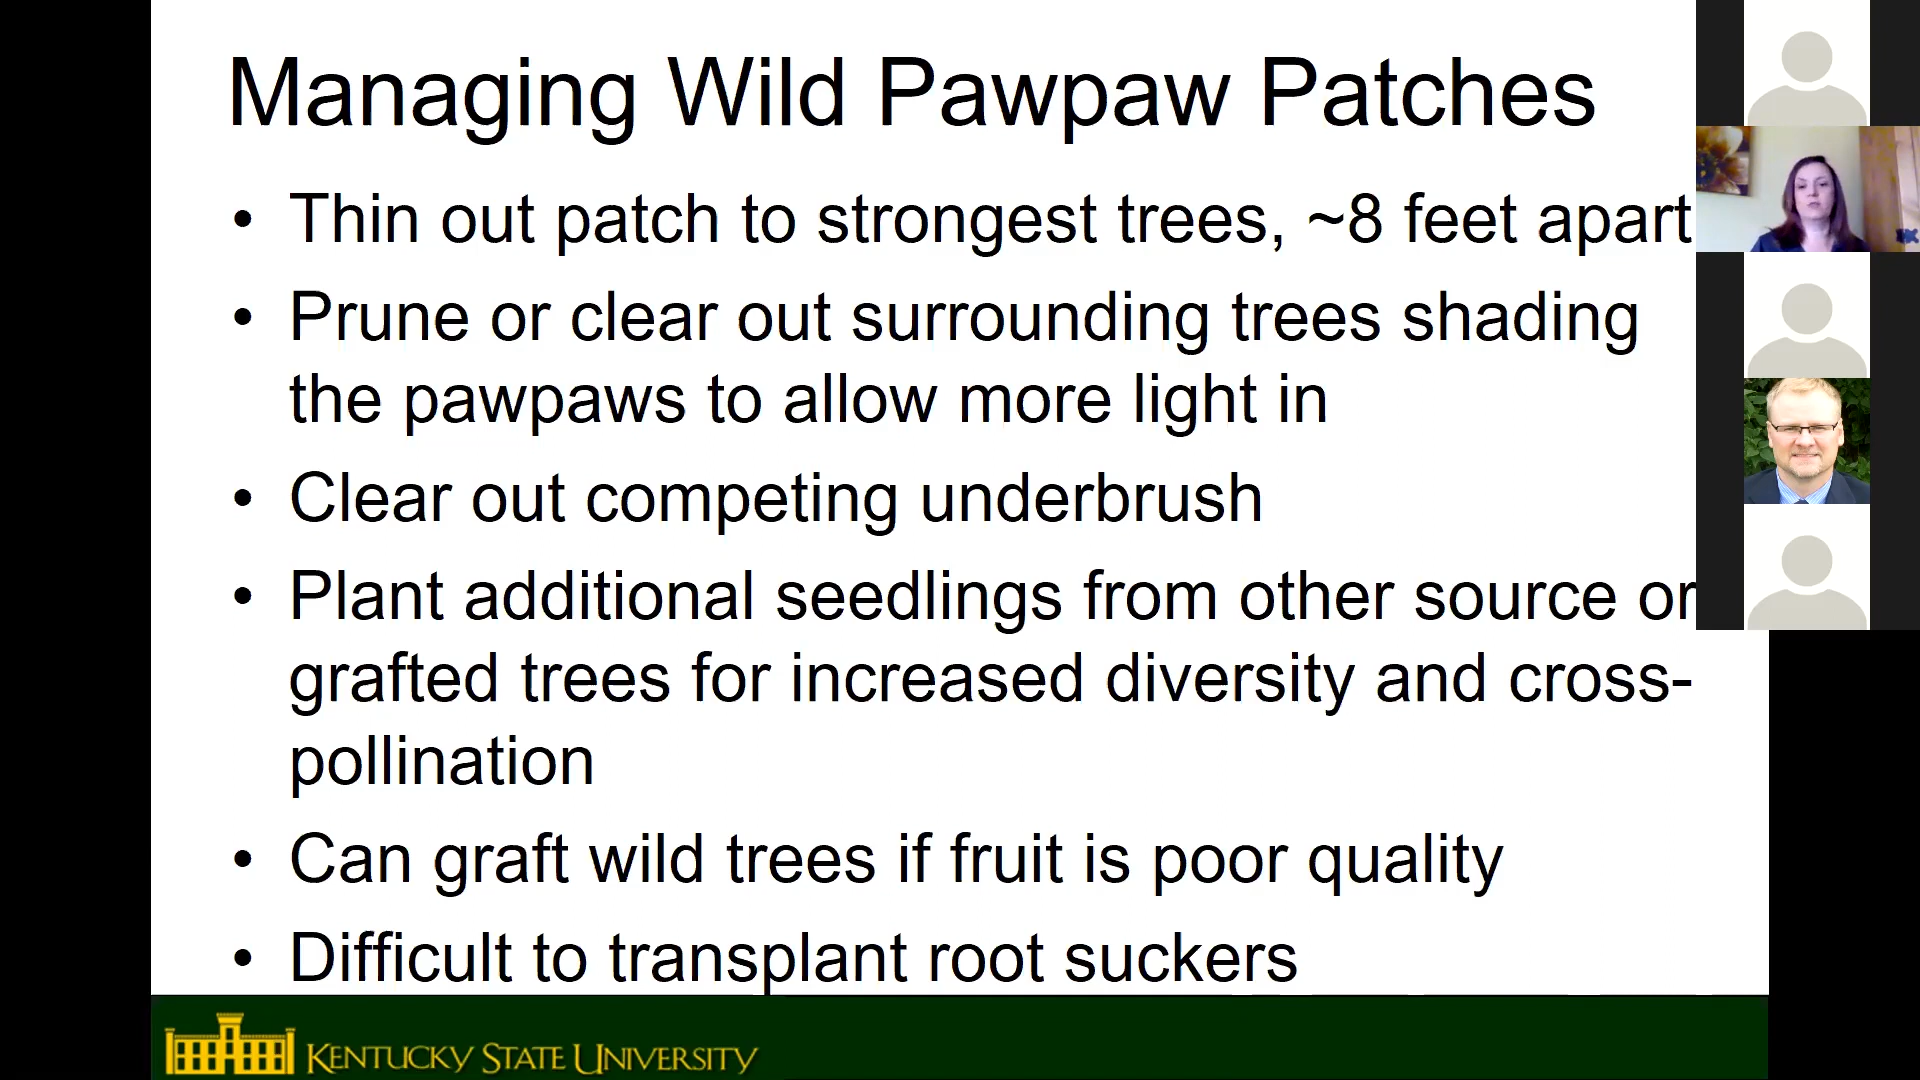 Managing Wild Pawpaw Patches
• Thin out patch to strongest trees, ~8 feet apart
• Prune or clear out surrounding trees shading
the pawpaws to allow more light in
• Clear out competing underbrush
• Plant additional seedlings from other source or
grafted trees for increased diversity and cross-
pollination
• Can graft wild trees if fruit is poor quality
• Difficult to transplant root suckers
KENTUCKY STATE UNIVERSITY